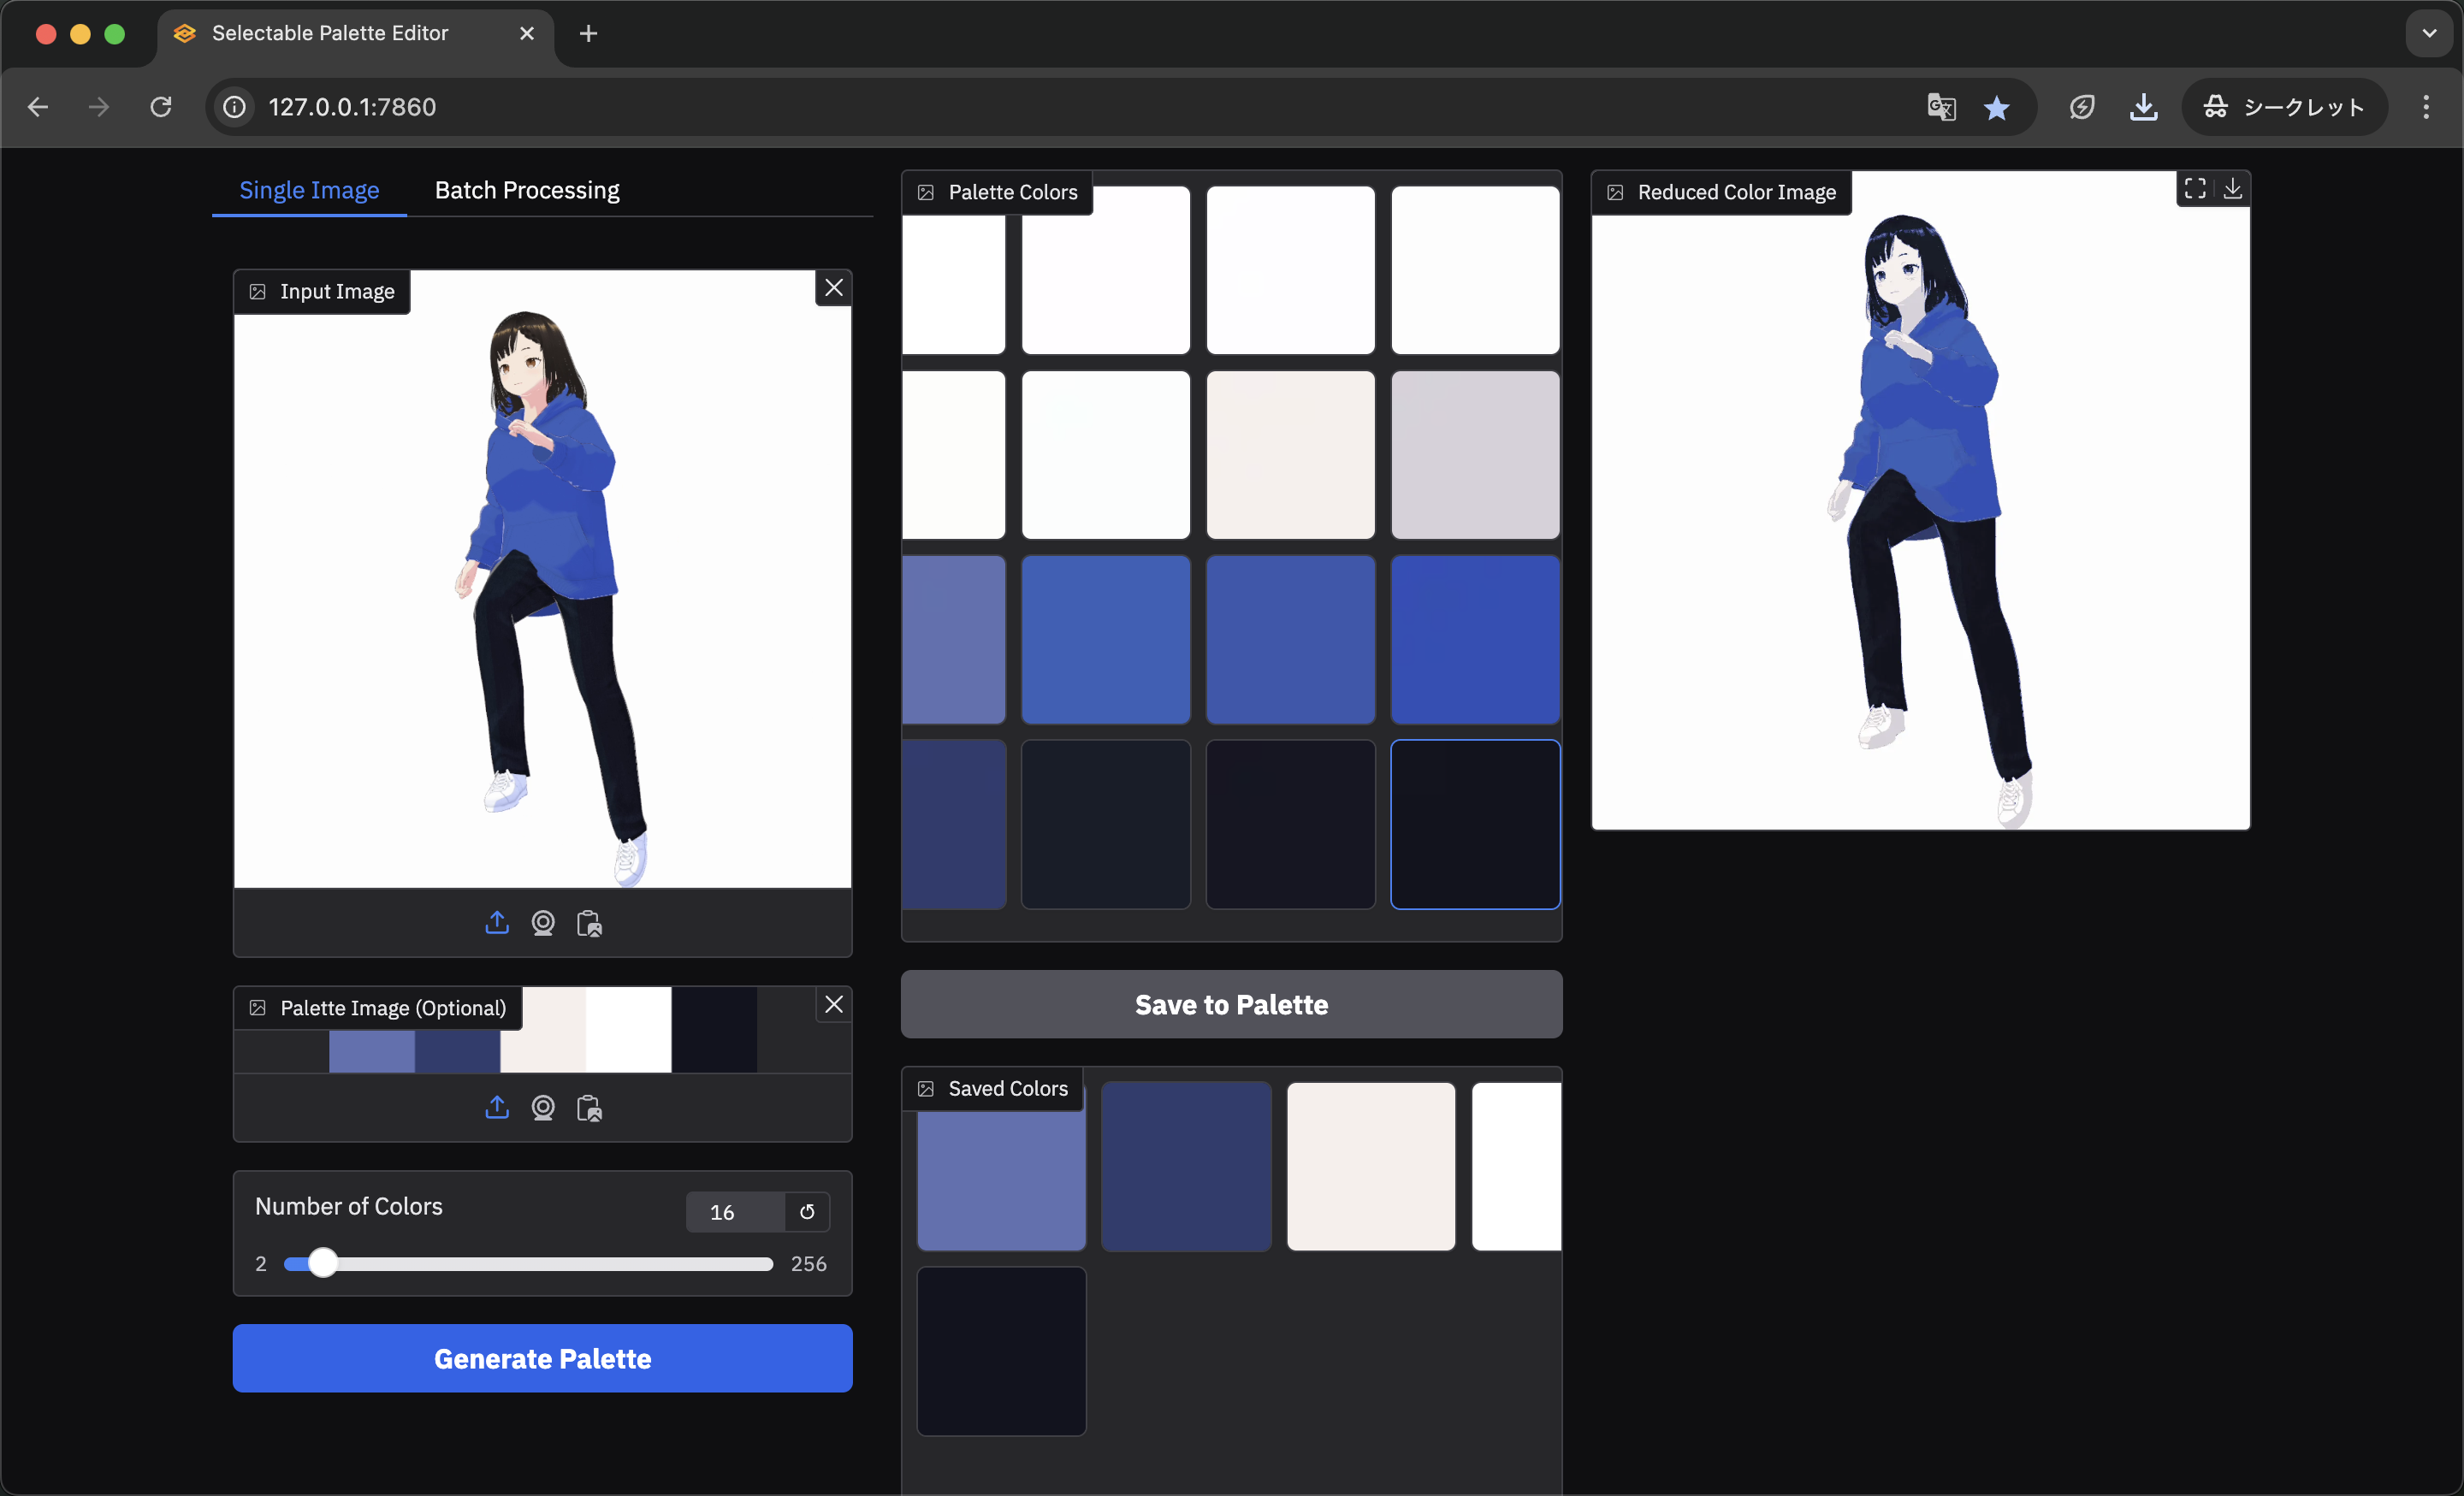 Selectable Palette Editor
127.0.0.1:7860
シークレット
Single Image
Batch Processing
Input Image
Palette Image (Optional)
Number of Colors
16
2
256
Generate Palette
Palette Colors
Save to Palette
Saved Colors
Reduced Color Image